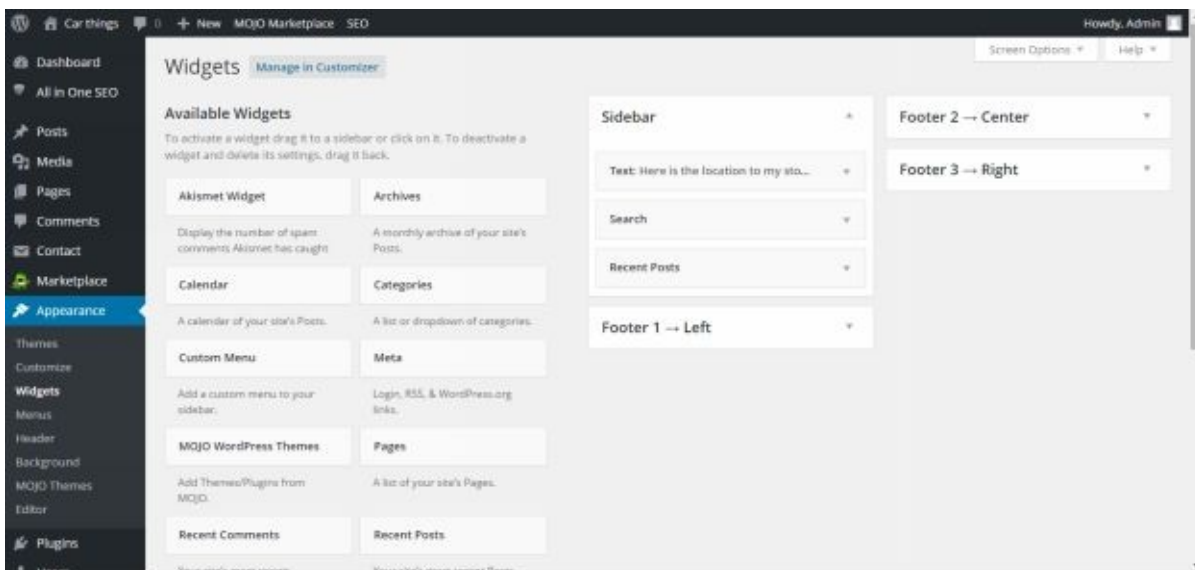 Car things 0 + New MOJO Marketplace SEO Howdy, Admin
Screen Options Help
Dashboard
All in One SEO
Posts
Media
Pages
Comments
Contact
Marketplace
Appearance
Themes
Customize
Widgets
Menus
Header
Background
MOJO Themes
Editor
Plugins
Widgets Manage in Customizer
Available Widgets
To activate a widget drag it to a sidebar or click on it. To deactivate a
widget and delete its settings, drag it back.
Akismet Widget
Display the number of spam
comments Akismet has caught
Archives
A monthly archive of your site's
Posts.
Calendar
A calendar of your site's Posts.
Categories
A list or dropdown of categories.
Custom Menu
Add a custom menu to your
sidebar.
Meta
Login, RSS, & WordPress.org
links.
MOJO WordPress Themes
Add Themes/Plugins from
MOJO.
Pages
A list of your site's Pages.
Recent Comments
Recent Posts
Sidebar
Text: Here is the location to my sto...
Search
Recent Posts
Footer 1 → Left
Footer 2 → Center
Footer 3 → Right